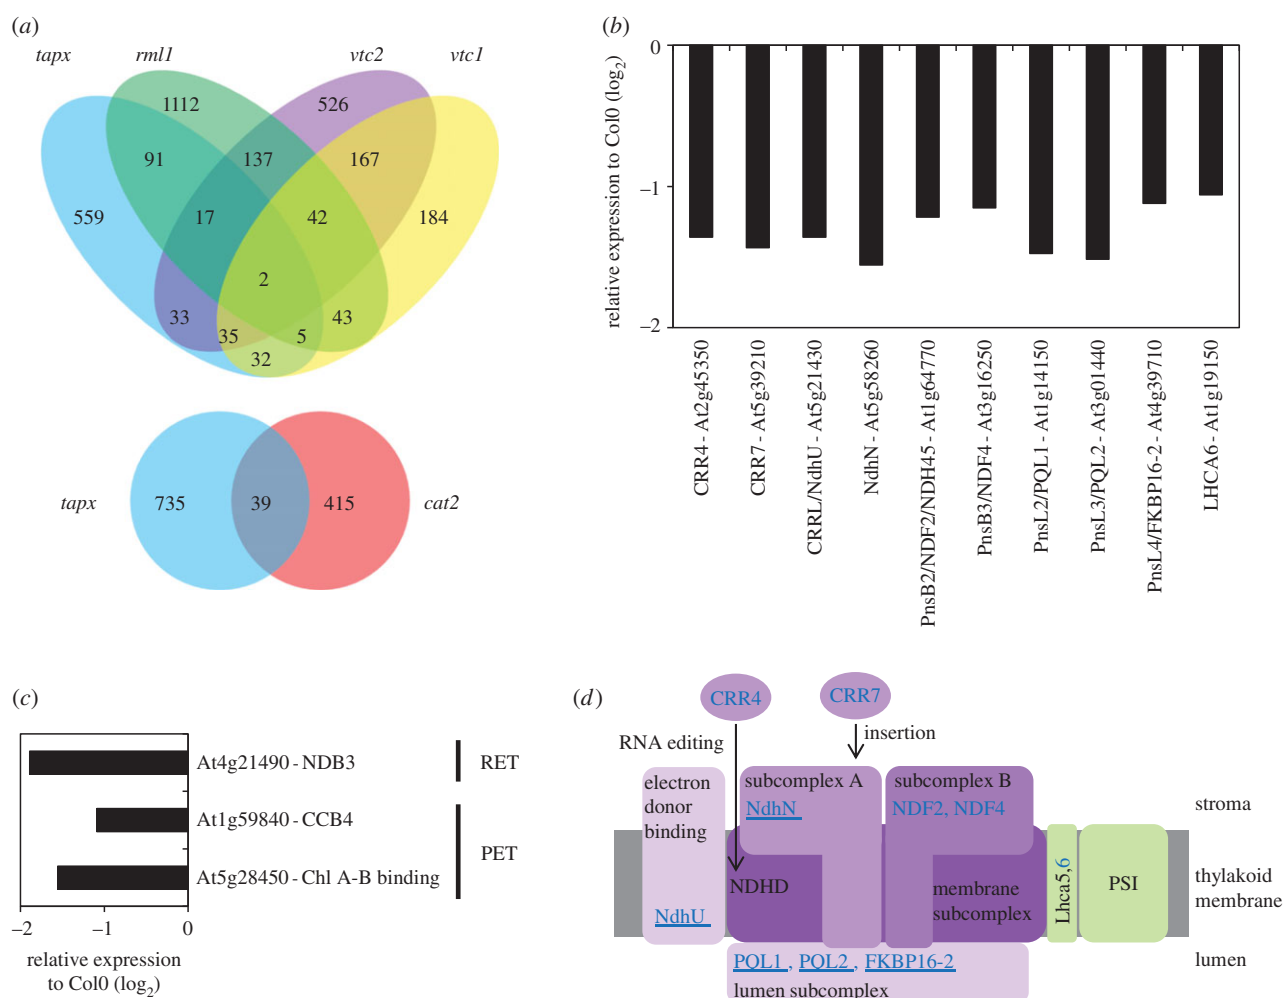 (a)
tapx
rml1
vtc2
vtc1
1112
526
91
137
167
559
17
42
184
2
33
35
5
43
32
tapx
735
39
415
cat2
(b)
relative expression to Col0 (log2)
0
–1
–2
CRR4 - At2g45350
CRR7 - At5g39210
CRRL/NdhU - At5g21430
NdhN - At5g58260
PnsB2/NDF2/NDH45 - At1g64770
PnsB3/NDF4 - At3g16250
PnsL2/PQL1 - At1g14150
PnsL3/PQL2 - At3g01440
PnsL4/FKBP16-2 - At4g39710
LHCA6 - At1g19150
(c)
At4g21490 - NDB3
RET
At1g59840 - CCB4
PET
At5g28450 - Chl A-B binding
–2
–1
0
relative expression
to Col0 (log2)
(d)
CRR4
CRR7
RNA editing
insertion
electron
donor
binding
subcomplex A
subcomplex B
NdhN
NDF2, NDF4
stroma
NDHD
NdhU
membrane
subcomplex
Lhca5,6
PSI
thylakoid
membrane
PQL1 , PQL2 , FKBP16-2
lumen subcomplex
lumen